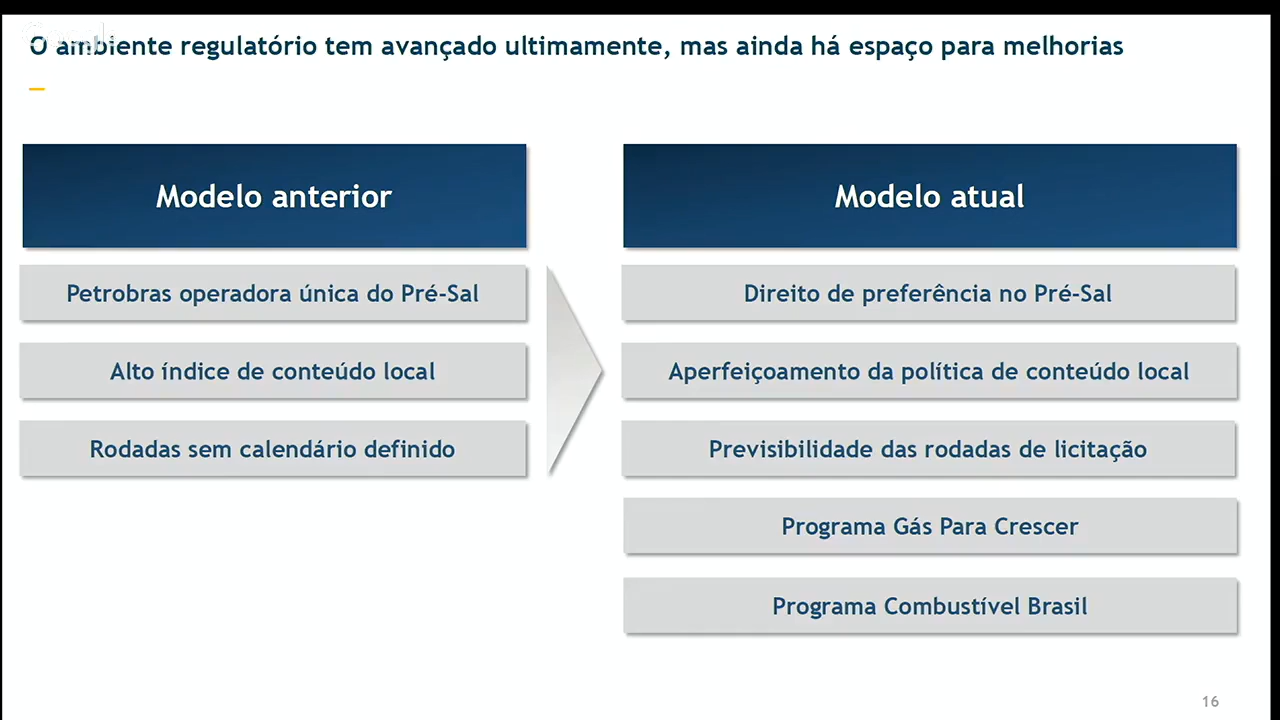 O ambiente regulatório tem avançado ultimamente, mas ainda há espaço para melhorias
Modelo anterior
Petrobras operadora única do Pré-Sal
Alto índice de conteúdo local
Rodadas sem calendário definido
Modelo atual
Direito de preferência no Pré-Sal
Aperfeiçoamento da política de conteúdo local
Previsibilidade das rodadas de licitação
Programa Gás Para Crescer
Programa Combustível Brasil
16